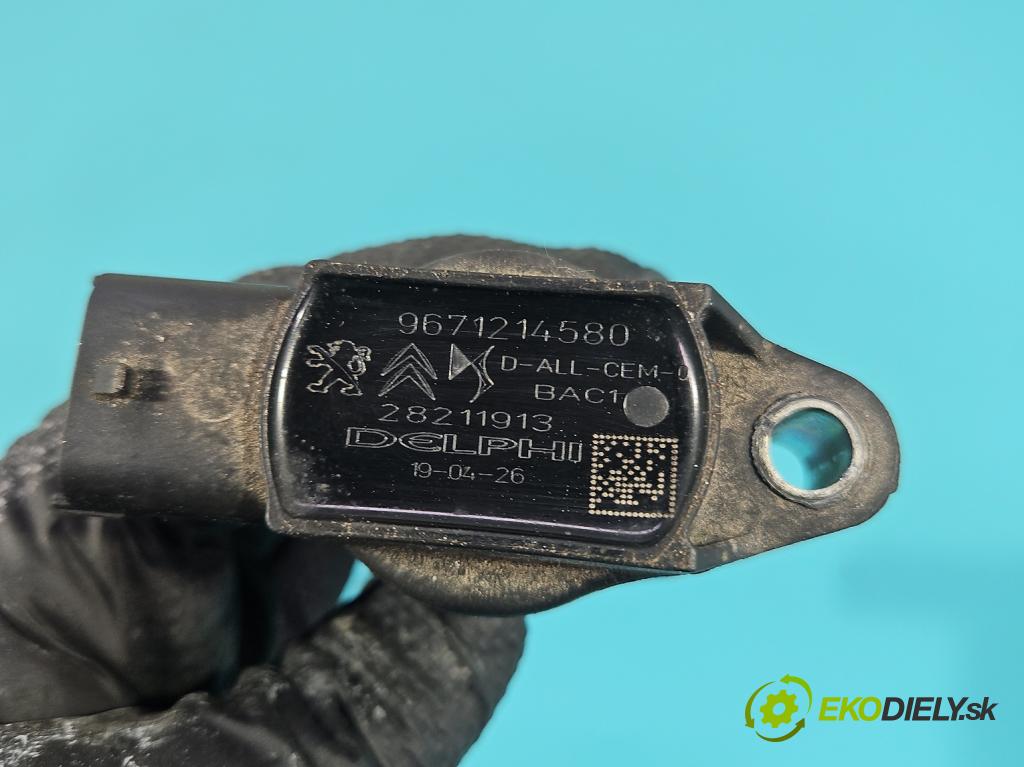 9671214580
D-ALL-CEM-0
BAC1
28211913
DELPHI
19-04-26
EKODIELY.sk